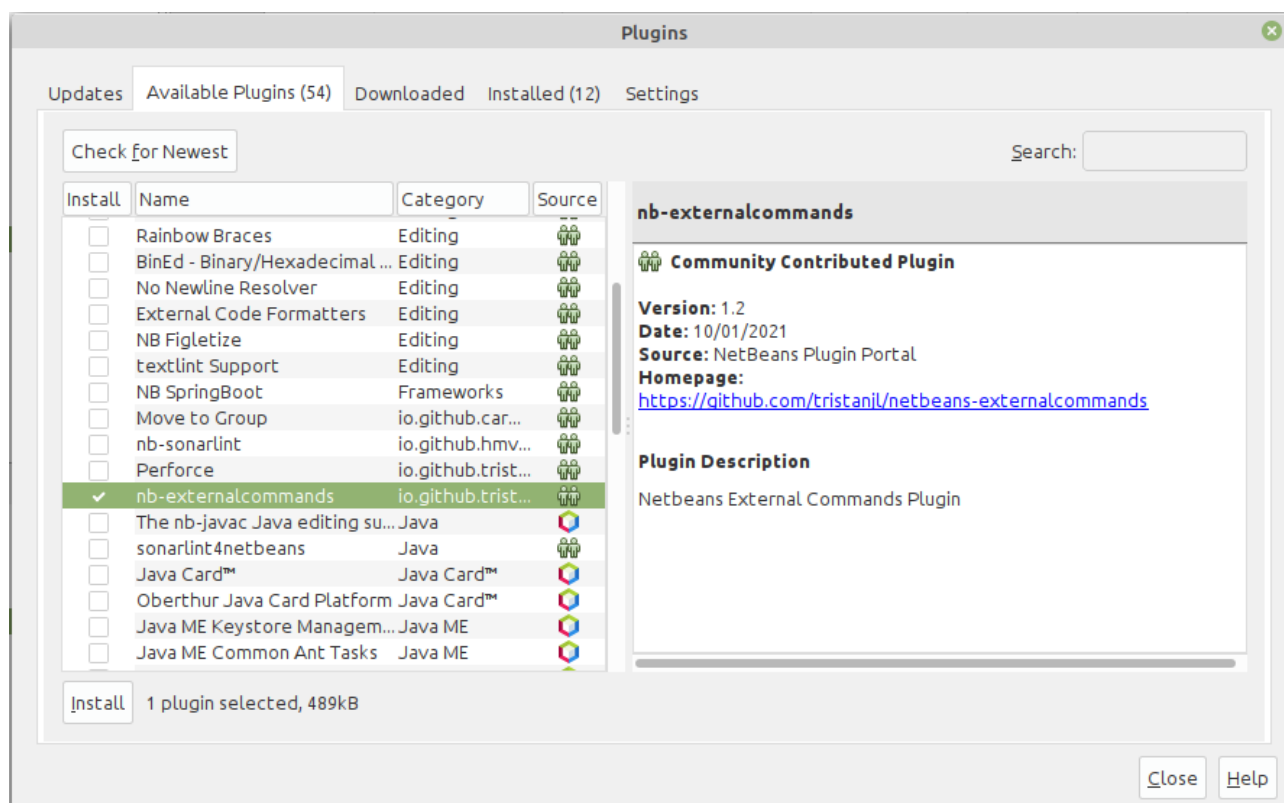 Plugins
Updates Available Plugins (54) Downloaded Installed (12) Settings
Check for Newest Search:
Install Name Category Source
Rainbow Braces Editing
BinEd - Binary/Hexadecimal ... Editing
No Newline Resolver Editing
External Code Formatters Editing
NB Figletize Editing
textlint Support Editing
NB SpringBoot Frameworks
Move to Group io.github.car...
nb-sonarlint io.github.hmv...
Perforce io.github.trist...
nb-externalcommands io.github.trist...
The nb-javac Java editing su... Java
sonarlint4netbeans Java
Java Card™ Java Card™
Oberthur Java Card Platform Java Card™
Java ME Keystore Managem... Java ME
Java ME Common Ant Tasks Java ME
nb-externalcommands
Community Contributed Plugin
Version: 1.2
Date: 10/01/2021
Source: NetBeans Plugin Portal
Homepage:
https://github.com/tristanjl/netbeans-externalcommands
Plugin Description
Netbeans External Commands Plugin
Install 1 plugin selected, 489kB
Close Help